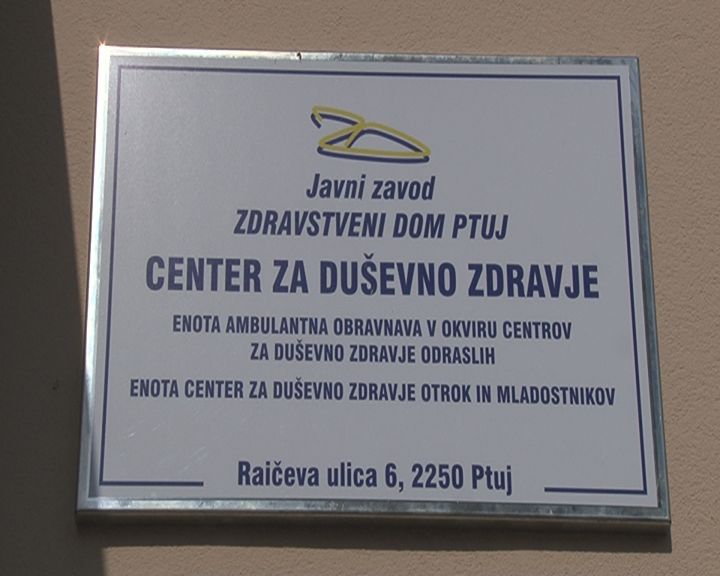 Javni zavod
ZDRAVSTVENI DOM PTUJ
CENTER ZA DUŠEVNO ZDRAVJE
ENOTA AMBULANTNA OBRAVNAVA V OKVIRU CENTROV
ZA DUŠEVNO ZDRAVJE ODRASLIH
ENOTA CENTER ZA DUŠEVNO ZDRAVJE OTROK IN MLADOSTNIKOV
Raičeva ulica 6, 2250 Ptuj